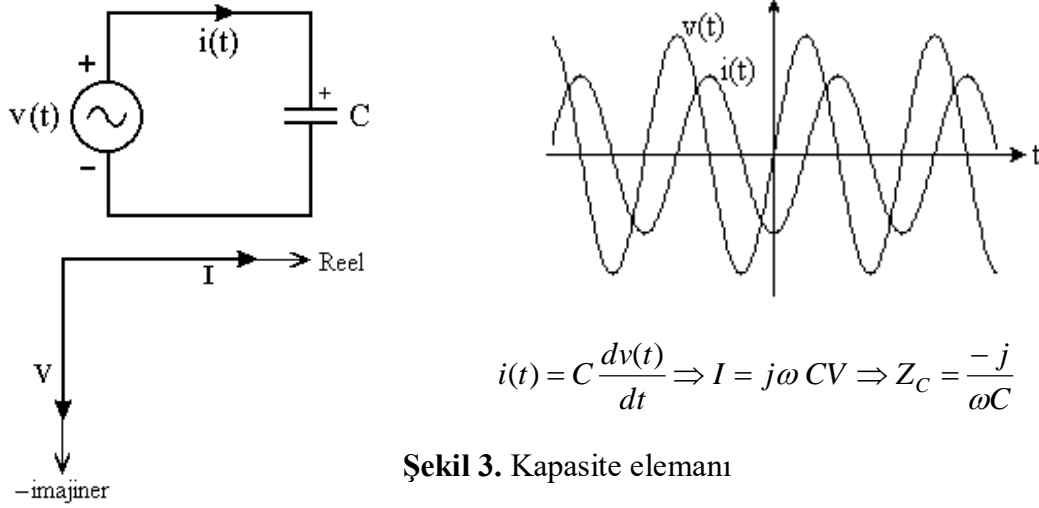 i(t)
+
v(t)
−
+
C
I
Reel
V
−imajiner
v(t)
i(t)
t
i(t) = C dv(t)/dt ⇒ I = jω CV ⇒ Z_C = −j/ωC
Şekil 3. Kapasite elemanı